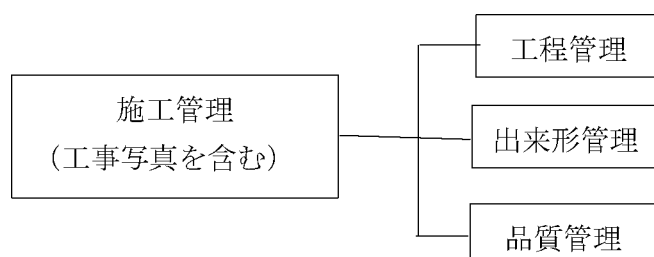 施工管理
（工事写真を含む）
工程管理
出来形管理
品質管理